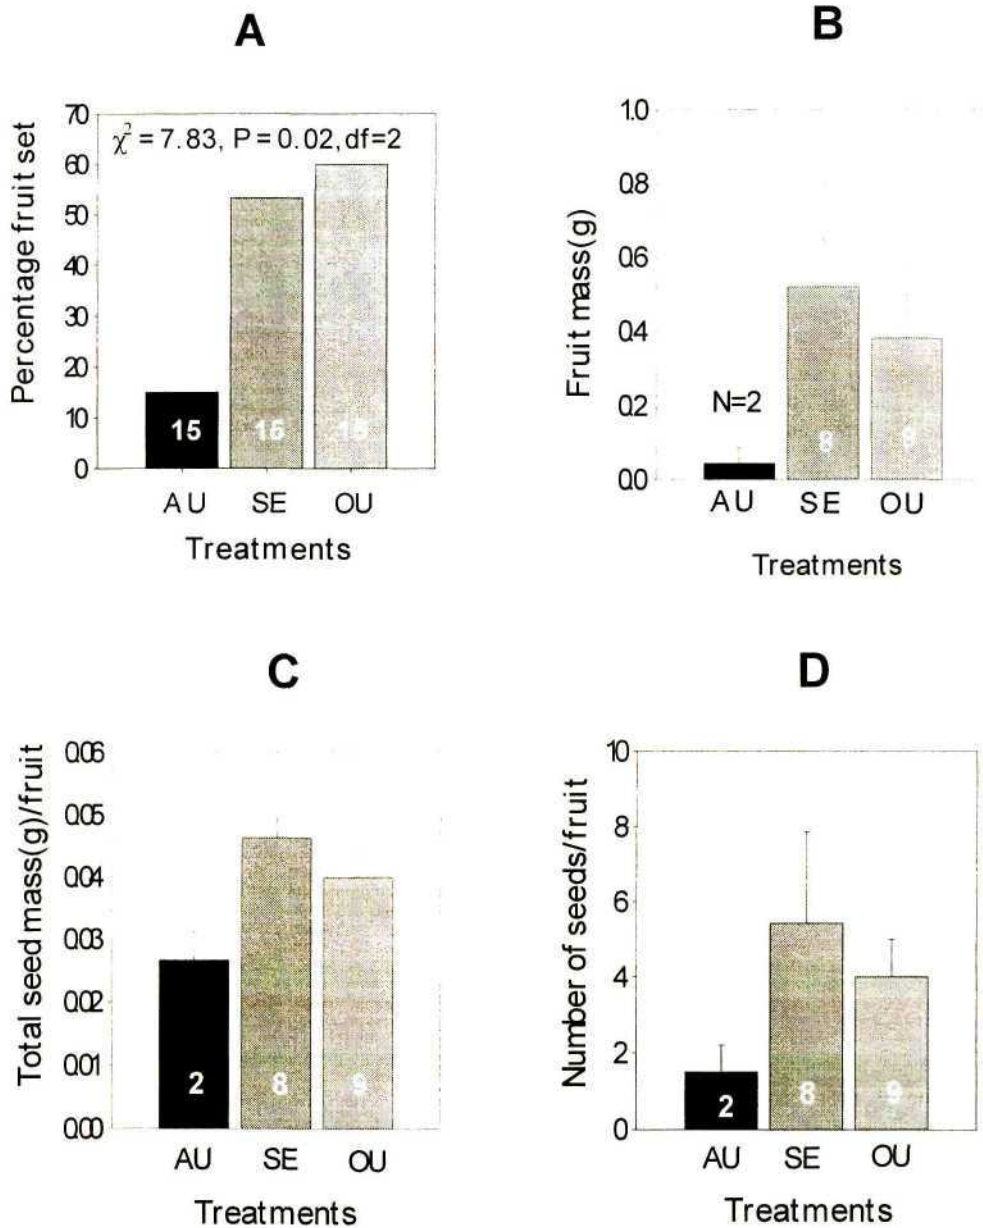 A
Percentage fruit set
70
60
50
40
30
20
10
0
χ² = 7.83, P = 0.02, df=2
15
15
15
AU SE OU
Treatments
B
Fruit mass(g)
1.0
0.8
0.6
0.4
0.2
0.0
N=2
8
9
AU SE OU
Treatments
C
Total seed mass(g)/fruit
0.06
0.05
0.04
0.03
0.02
0.01
0.00
2
8
9
AU SE OU
Treatments
D
Number of seeds/fruit
10
8
6
4
2
0
2
8
9
AU SE OU
Treatments